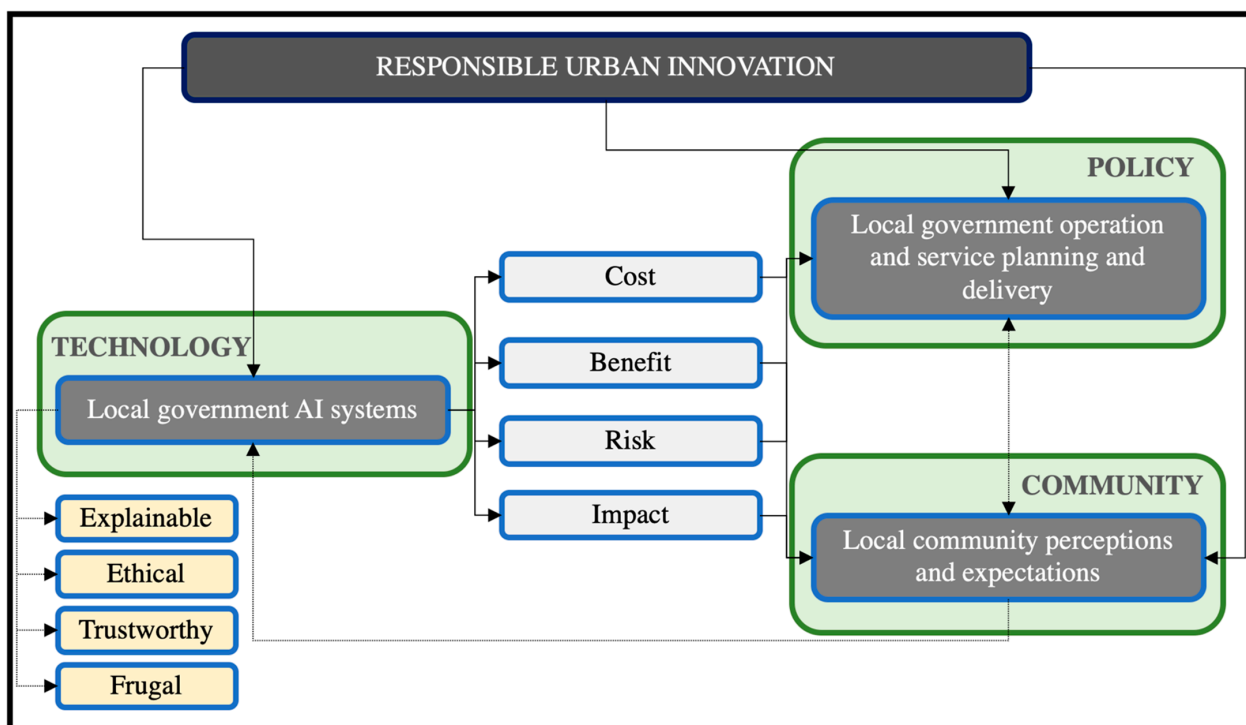 RESPONSIBLE URBAN INNOVATION
POLICY
Local government operation
and service planning and
delivery
Cost
Benefit
Risk
Impact
TECHNOLOGY
Local government AI systems
Explainable
Ethical
Trustworthy
Frugal
COMMUNITY
Local community perceptions
and expectations